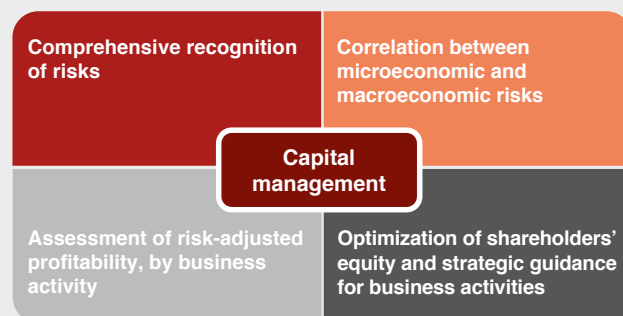 Comprehensive recognition
of risks
Correlation between
microeconomic and
macroeconomic risks
Capital
management
Assessment of risk-adjusted
profitability, by business
activity
Optimization of shareholders’
equity and strategic guidance
for business activities